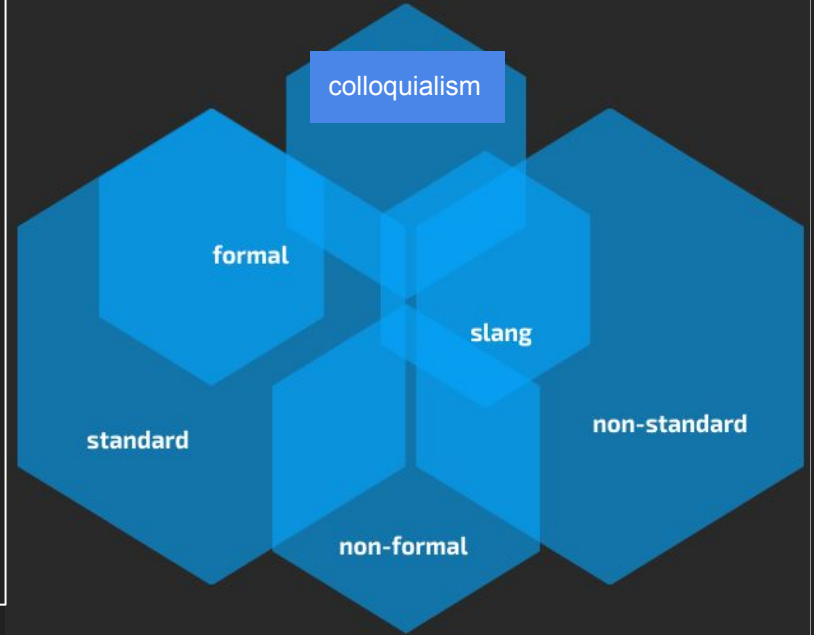 colloquialism
formal
slang
non-standard
standard
non-formal